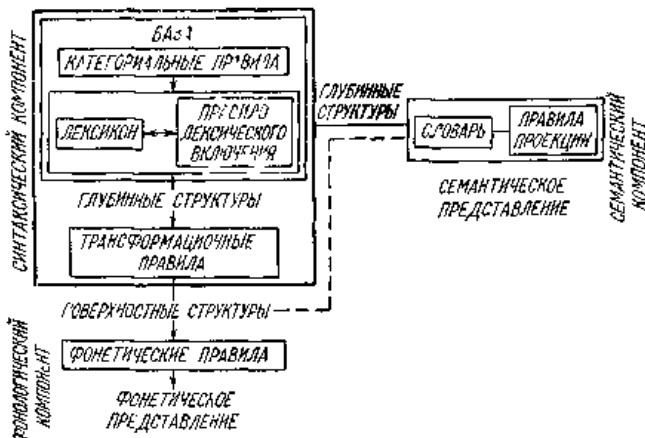 СИНТАКСИЧЕСКИЙ КОМПОНЕНТ
БАЗА
КАТЕГОРИАЛЬНЫЕ ПРАВИЛА
ЛЕКСИКОН
ПРАВИЛО
ЛЕКСИЧЕСКОГО
ВКЛЮЧЕНИЯ
ГЛУБИННЫЕ СТРУКТУРЫ
ТРАНСФОРМАЦИОННЫЕ
ПРАВИЛА
ГЛУБИННЫЕ
СТРУКТУРЫ
СЛОВАРЬ
ПРАВИЛА
ПРОЕКЦИИ
СЕМАНТИЧЕСКОЕ
ПРЕДСТАВЛЕНИЕ
СЕМАНТИЧЕСКИЙ
КОМПОНЕНТ
ПОВЕРХНОСТНЫЕ СТРУКТУРЫ
ФОНОЛОГИЧЕСКИЙ
КОМПОНЕНТ
ФОНЕТИЧЕСКИЕ ПРАВИЛА
ФОНЕТИЧЕСКОЕ
ПРЕДСТАВЛЕНИЕ